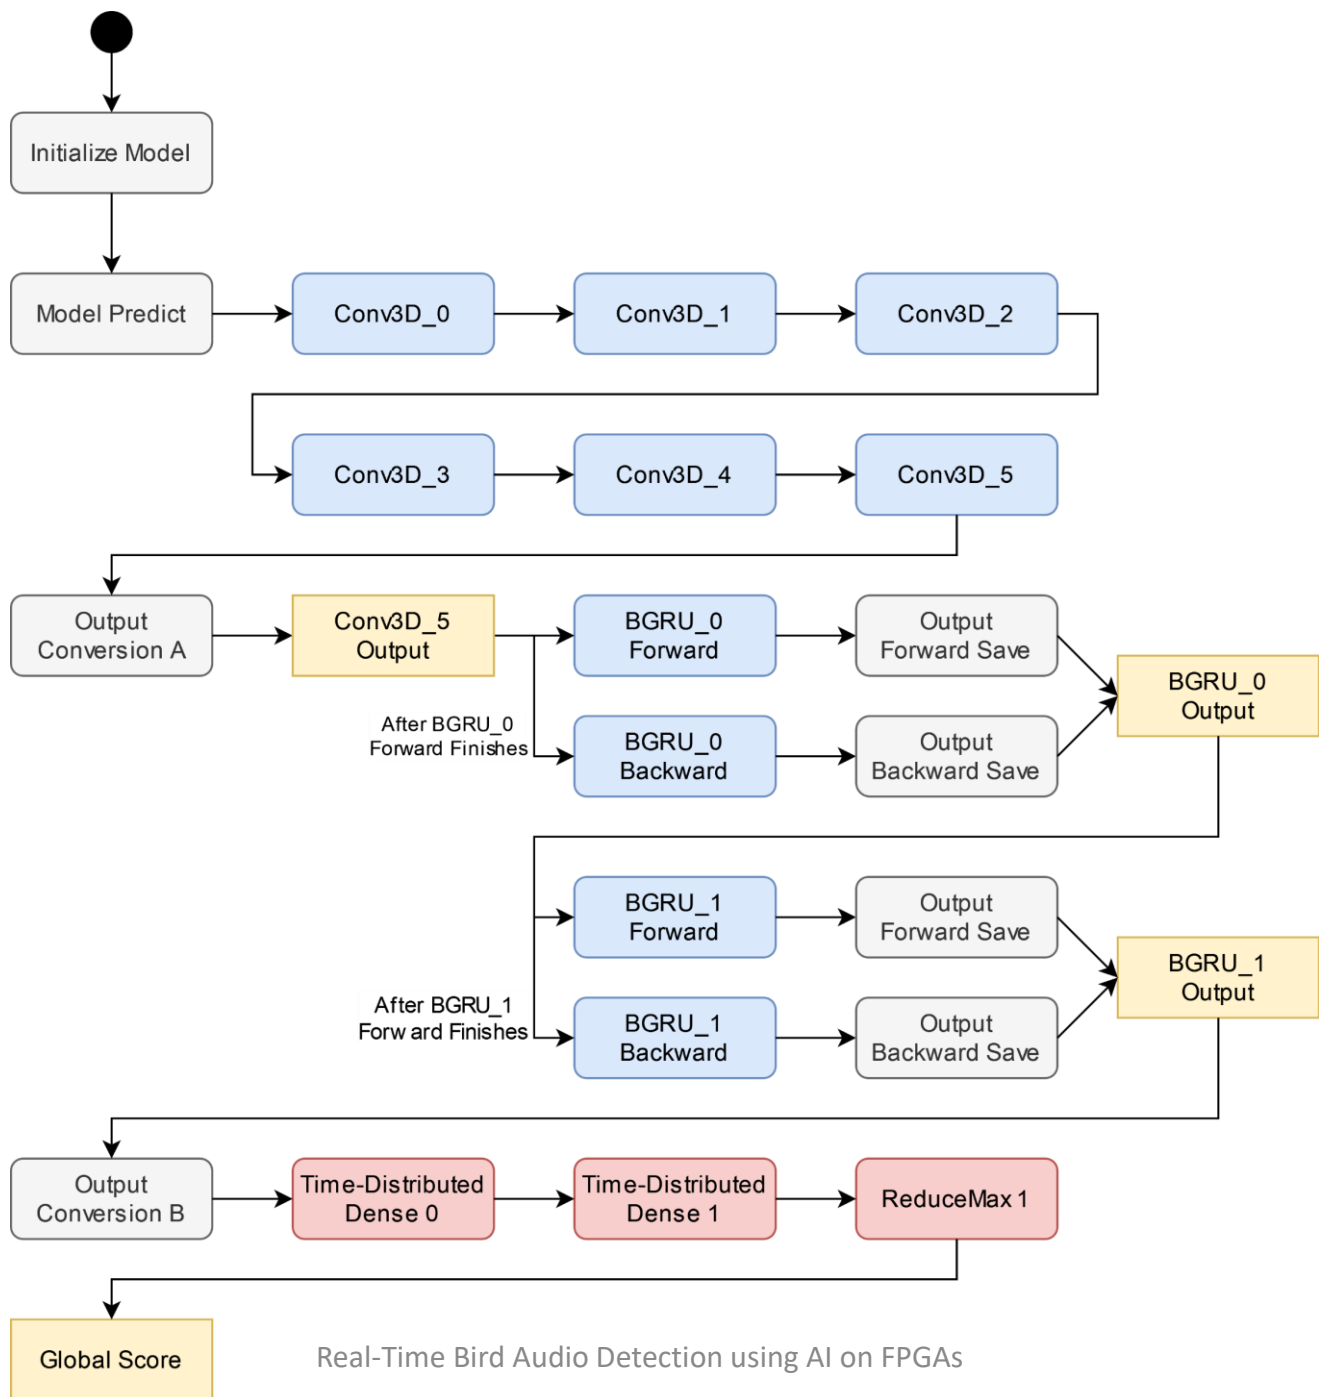 Initialize Model
Model Predict
Conv3D_0
Conv3D_1
Conv3D_2
Conv3D_3
Conv3D_4
Conv3D_5
Output
Conversion A
Conv3D_5
Output
BGRU_0
Forward
Output
Forward Save
After BGRU_0
Forward Finishes
BGRU_0
Backward
Output
Backward Save
BGRU_0
Output
BGRU_1
Forward
Output
Forward Save
After BGRU_1
Forward Finishes
BGRU_1
Backward
Output
Backward Save
BGRU_1
Output
Output
Conversion B
Time-Distributed
Dense 0
Time-Distributed
Dense 1
ReduceMax 1
Global Score
Real-Time Bird Audio Detection using AI on FPGAs